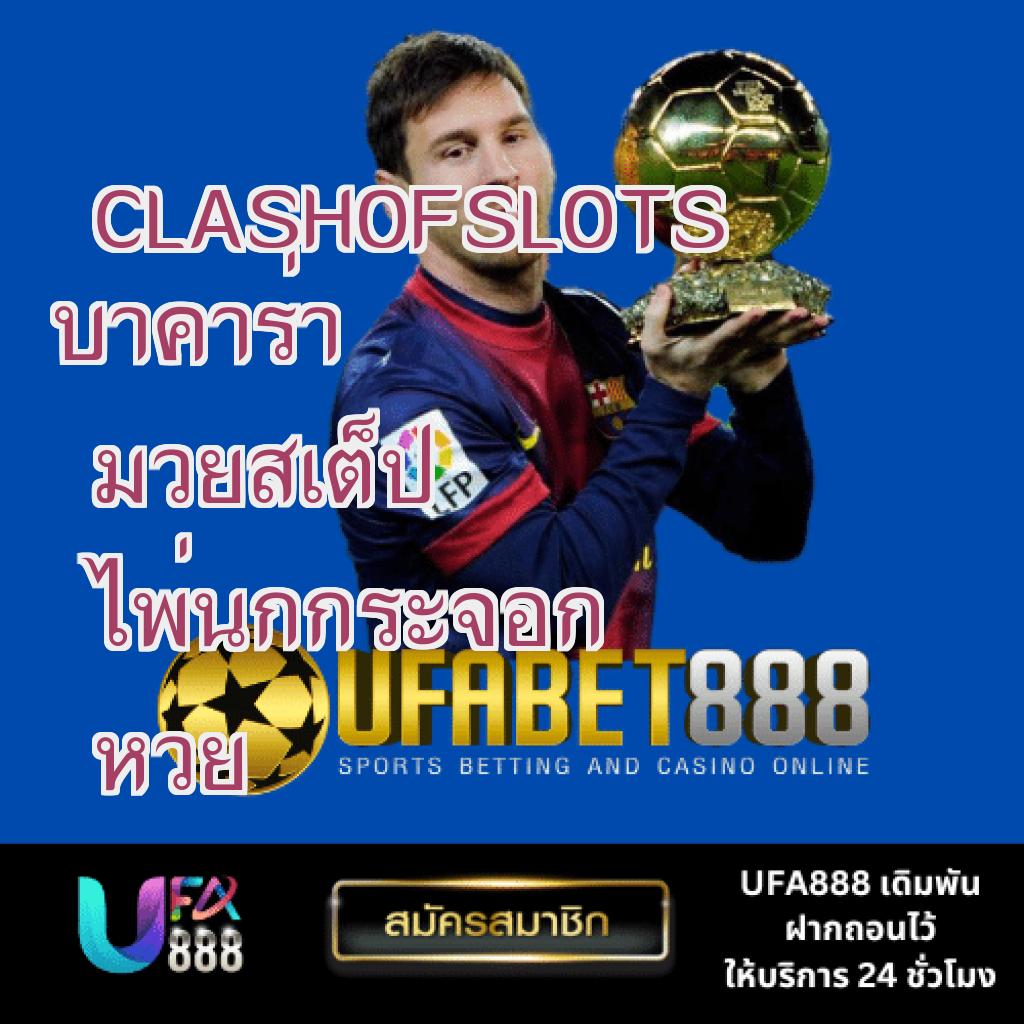 CLASHOFSLOTS
บาคาร่า
มวยสเต็ป
ไพ่นกกระจอก
หวย
LFP
UFABET888
SPORTS BETTING AND CASINO ONLINE
UFA
888
สมัครสมาชิก
UFA888 เดิมพัน
ฝากถอนไว้
ให้บริการ 24 ชั่วโมง